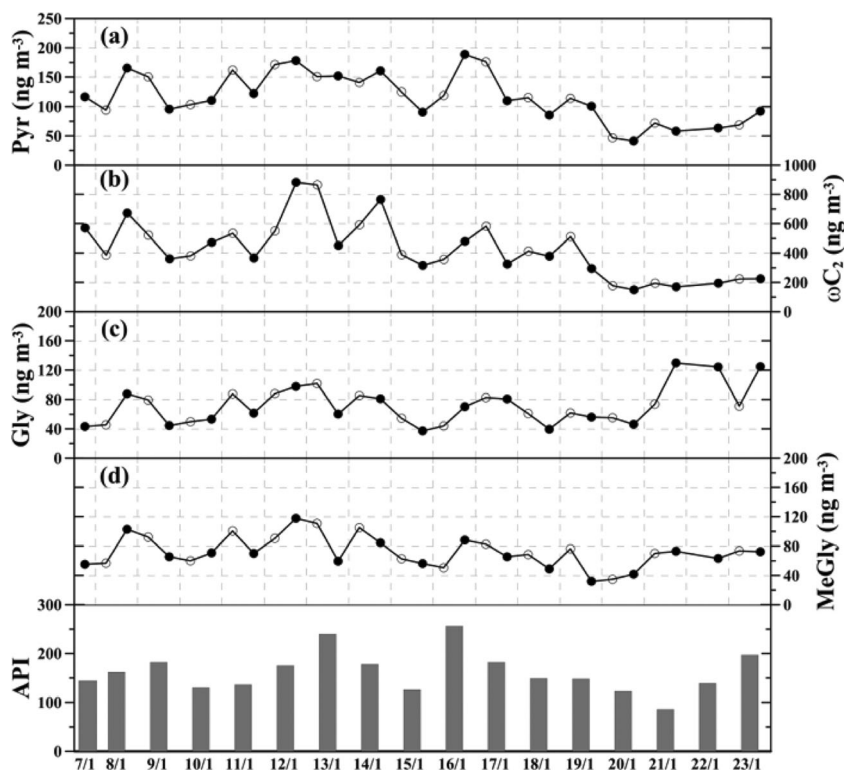 (a)
Pyr (ng m⁻³)
250
200
150
100
50
0
(b)
ωC₂ (ng m⁻³)
1000
800
600
400
200
0
(c)
Gly (ng m⁻³)
200
160
120
80
40
0
(d)
MeGly (ng m⁻³)
200
160
120
80
40
0
API
300
200
100
0
7/1 8/1 9/1 10/1 11/1 12/1 13/1 14/1 15/1 16/1 17/1 18/1 19/1 20/1 21/1 22/1 23/1